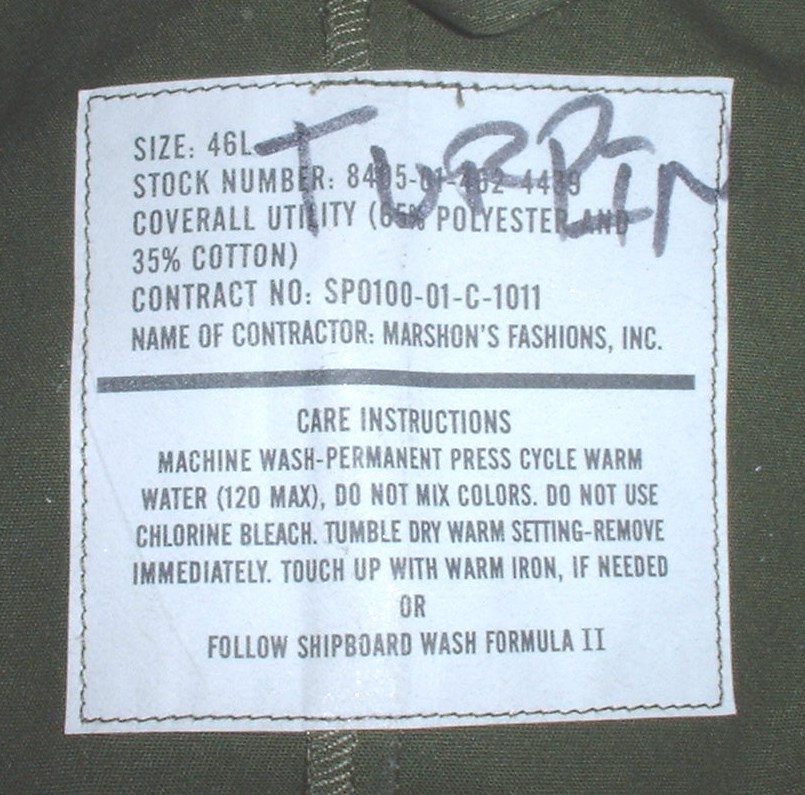 SIZE: 46L
TURPIN
STOCK NUMBER: 8405-01-462-4439
COVERALL UTILITY (65% POLYESTER AND
35% COTTON)
CONTRACT NO: SPO100-01-C-1011
NAME OF CONTRACTOR: MARSHON'S FASHIONS, INC.
CARE INSTRUCTIONS
MACHINE WASH-PERMANENT PRESS CYCLE WARM
WATER (120 MAX), DO NOT MIX COLORS. DO NOT USE
CHLORINE BLEACH. TUMBLE DRY WARM SETTING-REMOVE
IMMEDIATELY. TOUCH UP WITH WARM IRON, IF NEEDED
OR
FOLLOW SHIPBOARD WASH FORMULA II